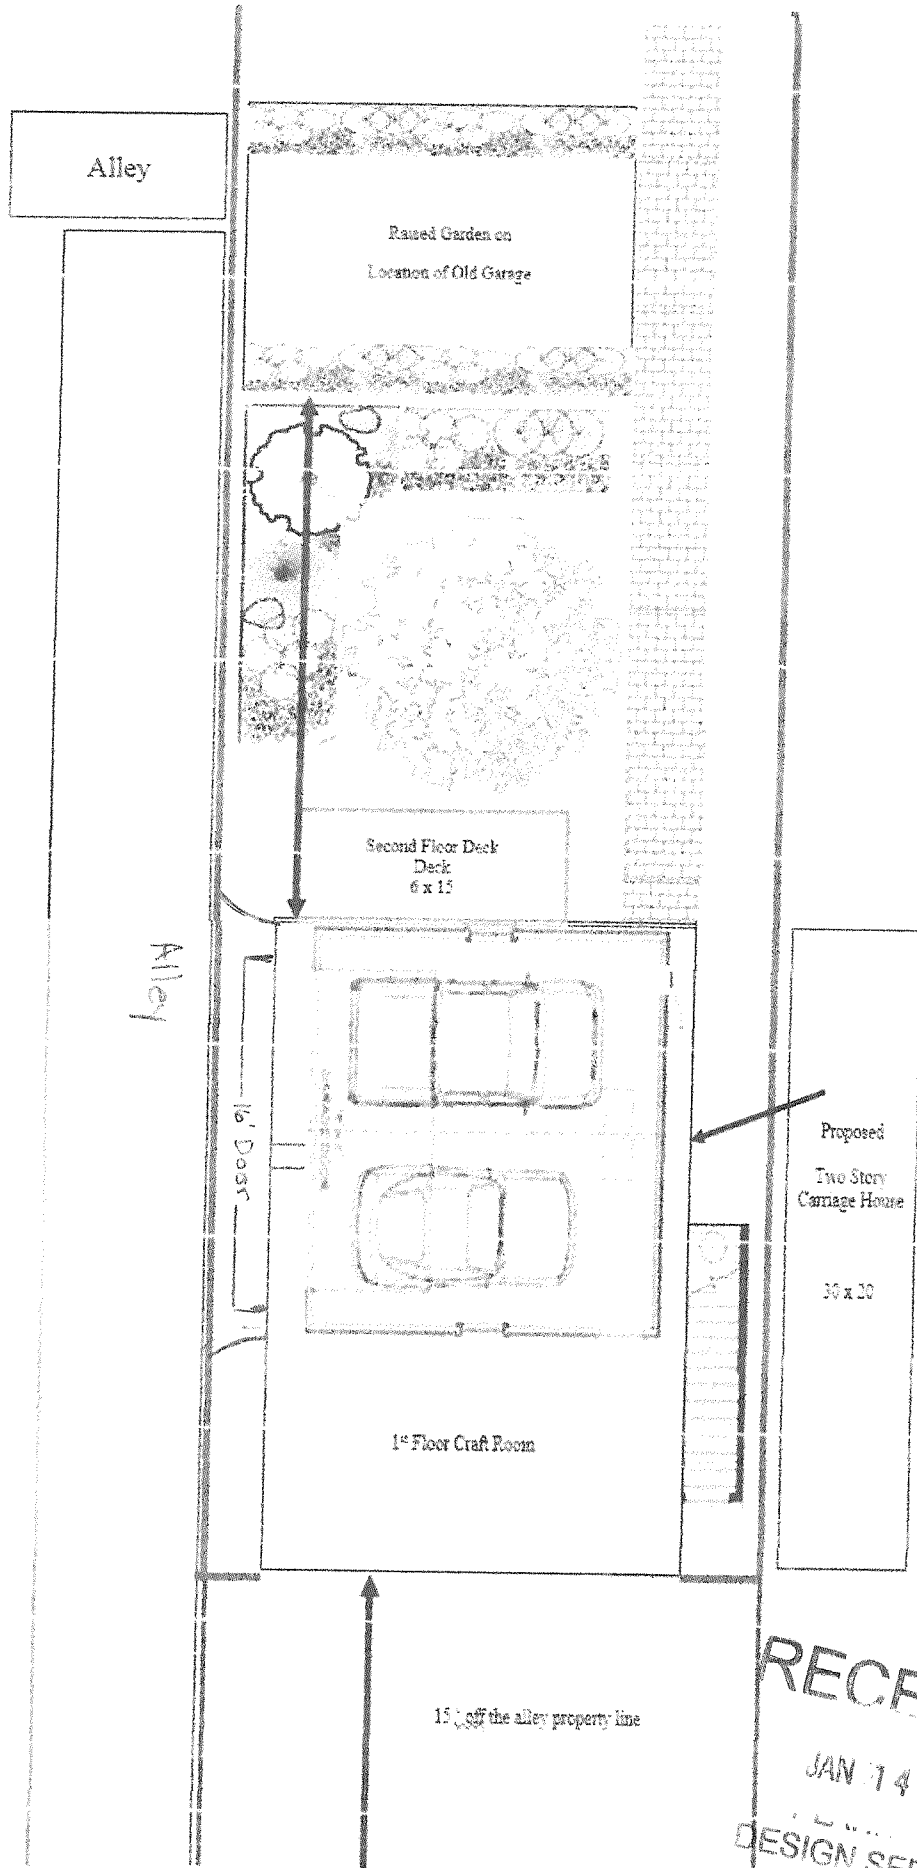 Alley
Raised Garden on
Location of Old Garage
Second Floor Deck
Deck
6 x 15
Alley
16' Door
Proposed
Two Story
Carriage House
30 x 20
1st Floor Craft Room
15 off the alley property line
RECE
JAN 14
DESIGN SE